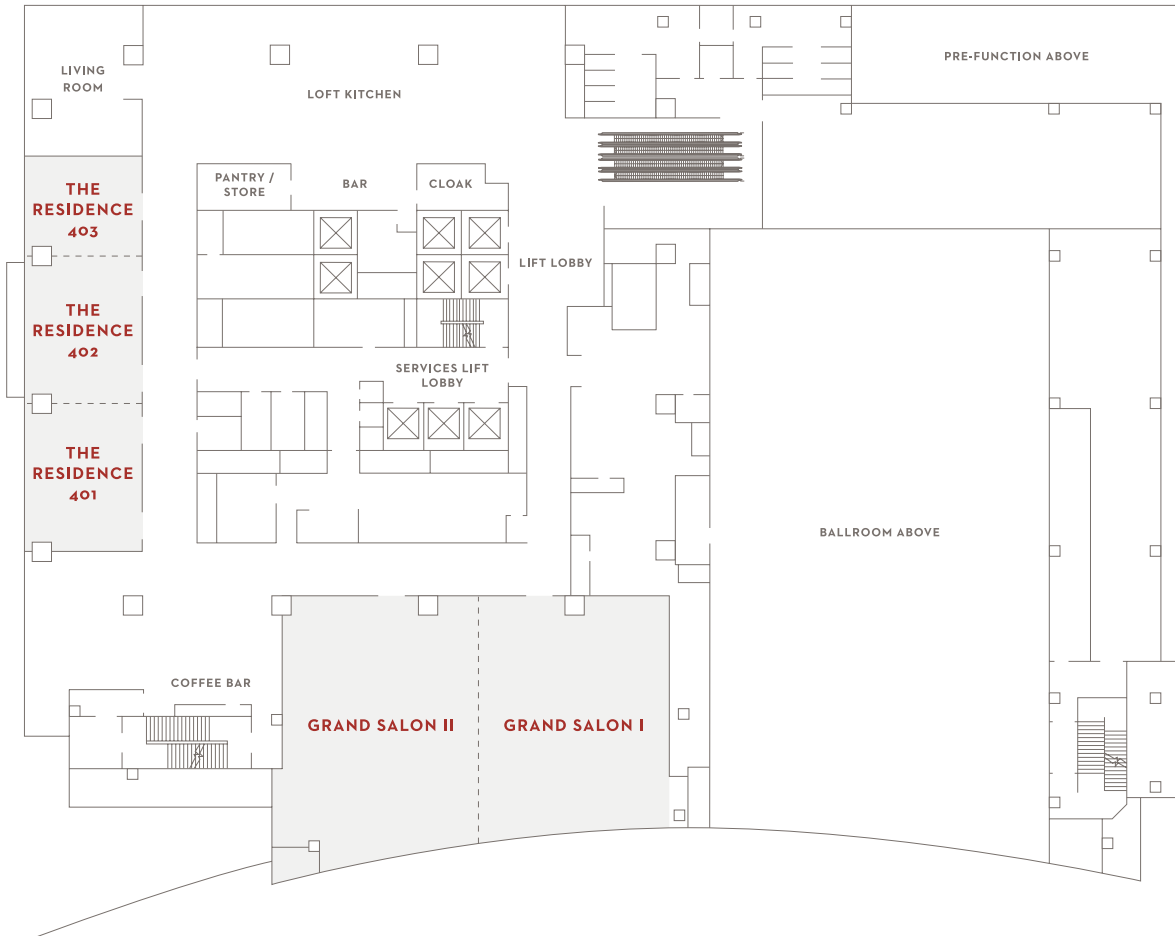 LIVING
ROOM
LOFT KITCHEN
PRE-FUNCTION ABOVE
THE
RESIDENCE
403
PANTRY /
STORE
BAR
CLOAK
LIFT LOBBY
THE
RESIDENCE
402
SERVICES LIFT
LOBBY
THE
RESIDENCE
401
BALLROOM ABOVE
COFFEE BAR
GRAND SALON II
GRAND SALON I